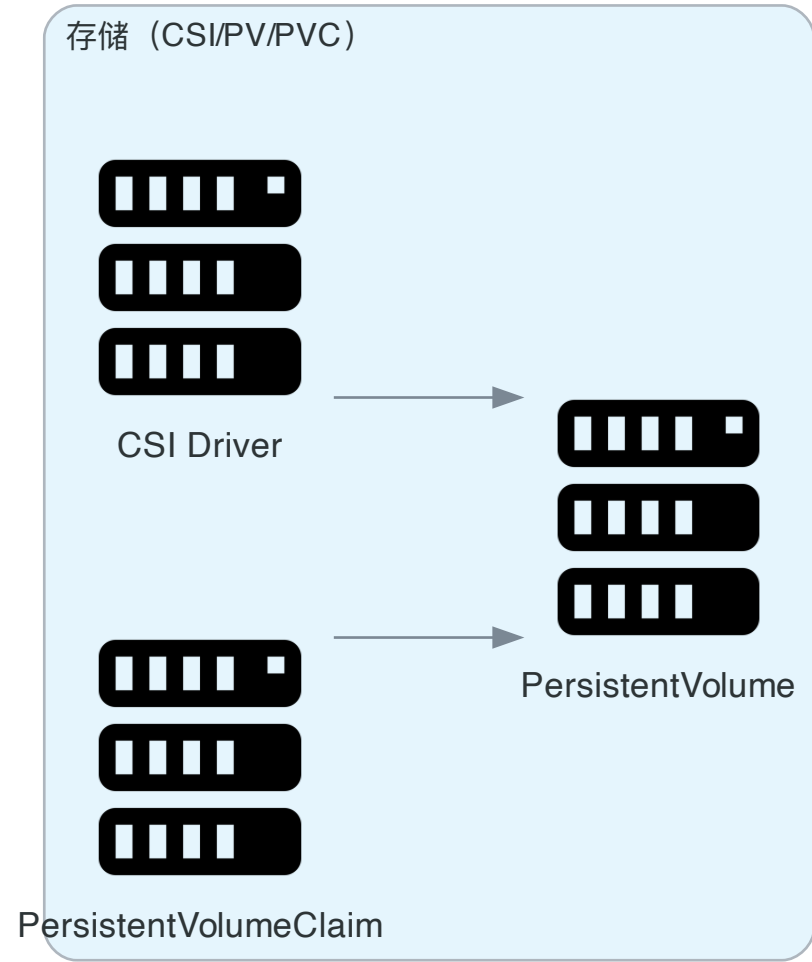 存储（CSI/PV/PVC）
CSI Driver
PersistentVolume
PersistentVolumeClaim